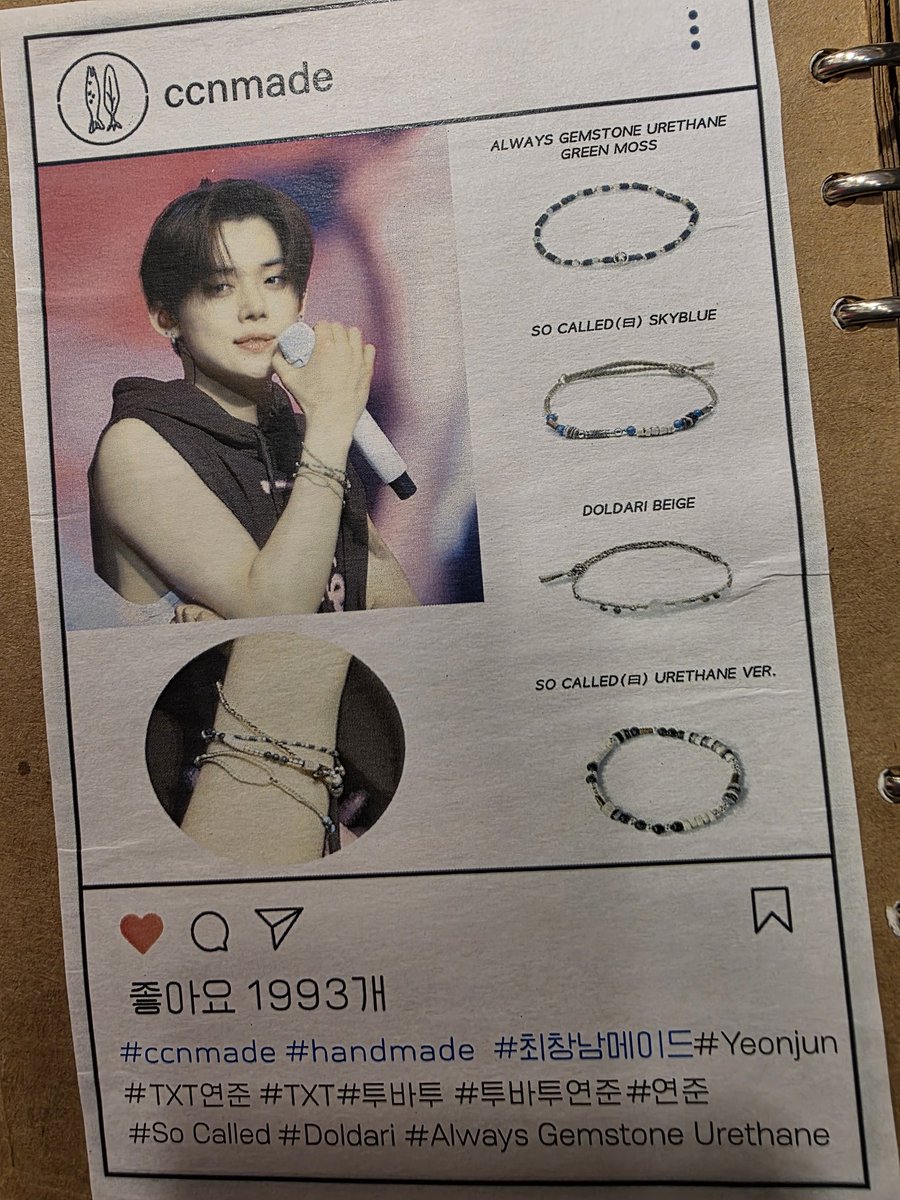 ccnmade
ALWAYS GEMSTONE URETHANE
GREEN MOSS
SO CALLED(ㅌ) SKYBLUE
DOLDARI BEIGE
SO CALLED(ㅌ) URETHANE VER.
좋아요 1993개
#ccnmade #handmade #최창남메이드#Yeonjun
#TXT연준 #TXT#투바투 #투바투연준#연준
#So Called #Doldari #Always Gemstone Urethane